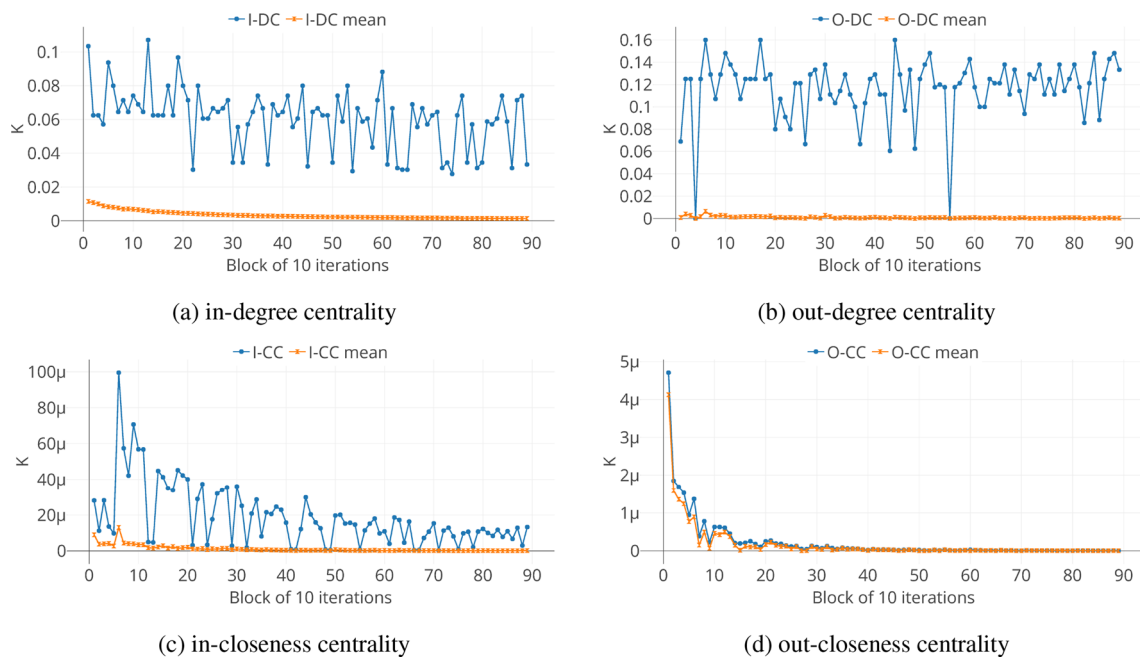 I-DC I-DC mean
0.1
0.08
0.06
0.04
0.02
0
K
0 10 20 30 40 50 60 70 80 90
Block of 10 iterations
(a) in-degree centrality
O-DC O-DC mean
0.16
0.14
0.12
0.1
0.08
0.06
0.04
0.02
0
K
0 10 20 30 40 50 60 70 80 90
Block of 10 iterations
(b) out-degree centrality
I-CC I-CC mean
100μ
80μ
60μ
40μ
20μ
0
K
0 10 20 30 40 50 60 70 80 90
Block of 10 iterations
(c) in-closeness centrality
O-CC O-CC mean
5μ
4μ
3μ
2μ
1μ
0
K
0 10 20 30 40 50 60 70 80 90
Block of 10 iterations
(d) out-closeness centrality